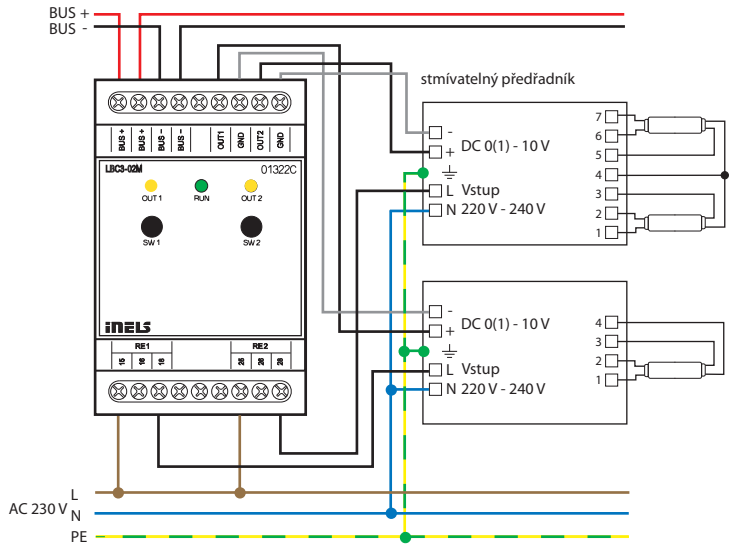 BUS +
BUS -
stmívatelný předřadník
BUS +
BUS +
BUS −
BUS −
OUT1
GND
OUT2
GND
LBC3-02M
01322C
OUT 1
RUN
OUT 2
SW 1
SW 2
iNELS
RE1
RE2
15
16
18
25
26
28
-
+ DC 0(1) - 10 V
L Vstup
N 220 V - 240 V
7
6
5
4
3
2
1
-
+ DC 0(1) - 10 V
L Vstup
N 220 V - 240 V
4
3
2
1
L
AC 230 V
N
PE